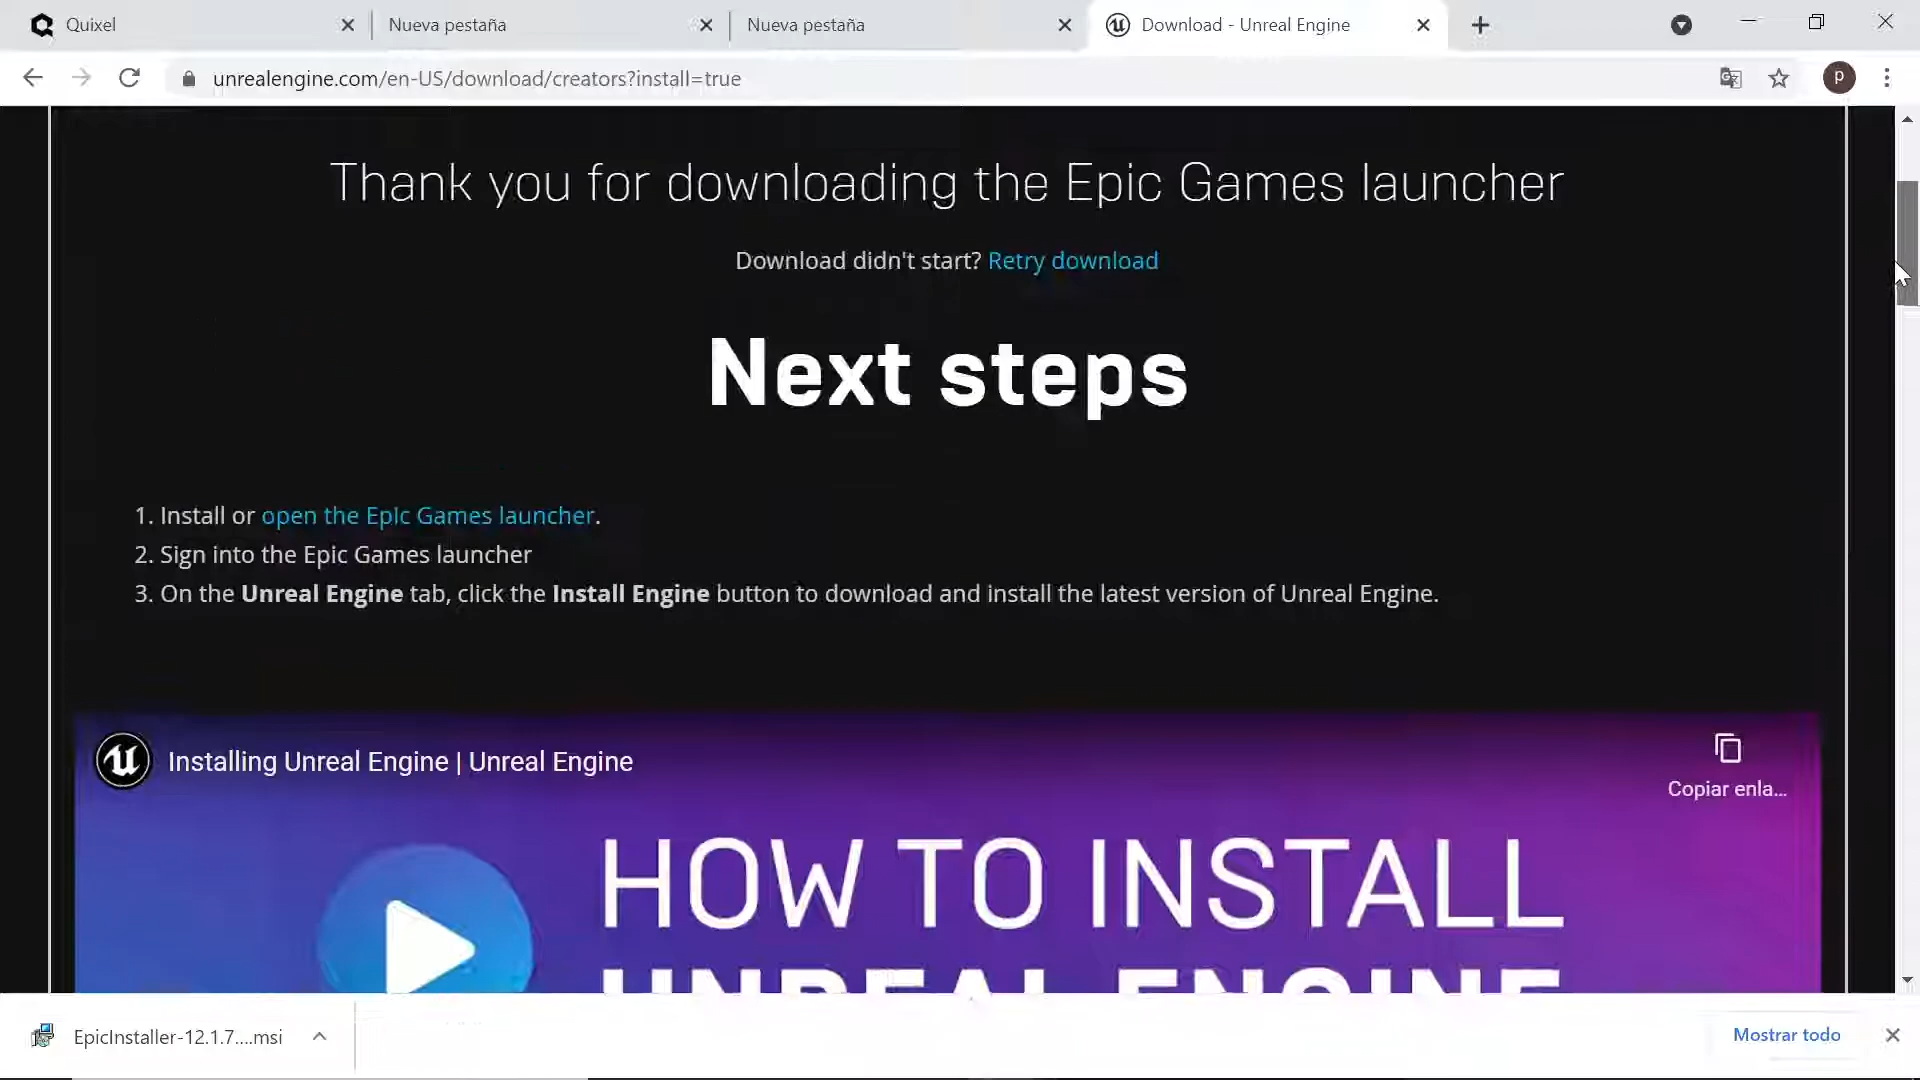 Quixel
Nueva pestaña
Nueva pestaña
Download - Unreal Engine
unrealengine.com/en-US/download/creators?install=true
p
Thank you for downloading the Epic Games launcher
Download didn't start? Retry download
Next steps
1. Install or open the Epic Games launcher.
2. Sign into the Epic Games launcher
3. On the Unreal Engine tab, click the Install Engine button to download and install the latest version of Unreal Engine.
Installing Unreal Engine | Unreal Engine
Copiar enla...
HOW TO INSTALL
UNREAL ENGINE
EpicInstaller-12.1.7....msi
Mostrar todo